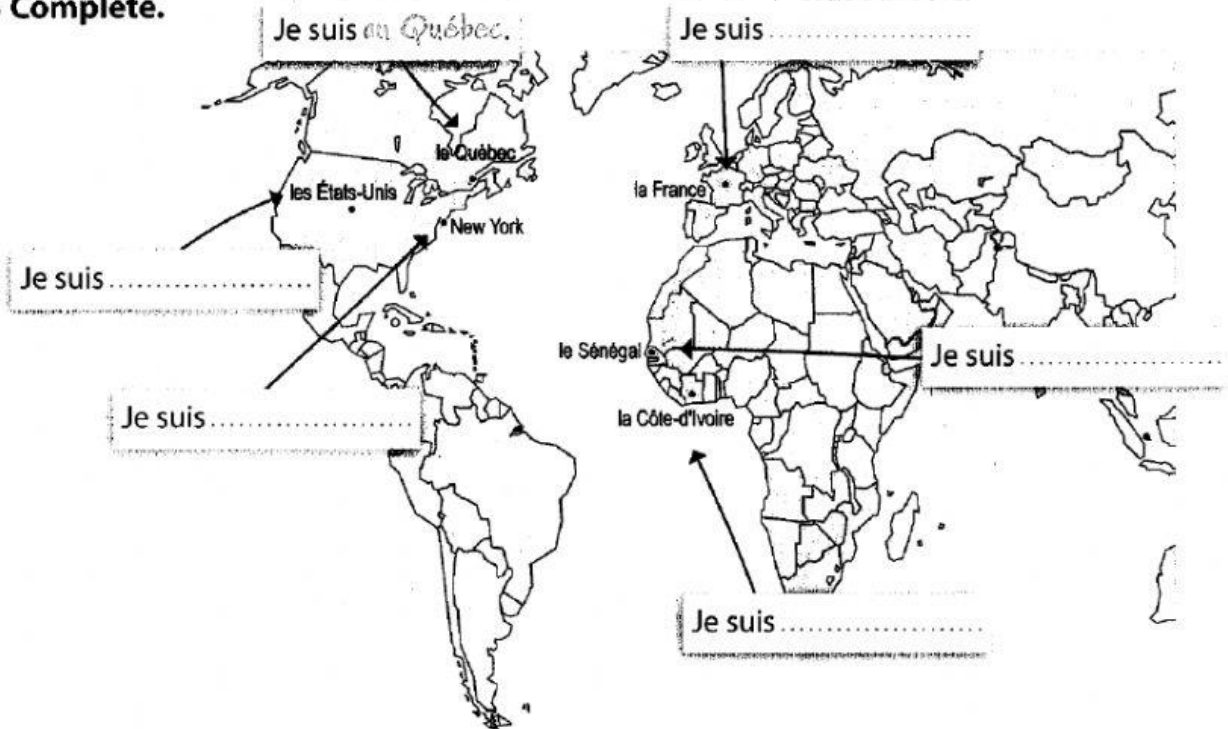 Complète.
Je suis au Québec.
Je suis ....................
le Québec
les États-Unis
la France
New York
Je suis ....................
le Sénégal
Je suis ....................
Je suis ....................
la Côte-d'Ivoire
Je suis ....................